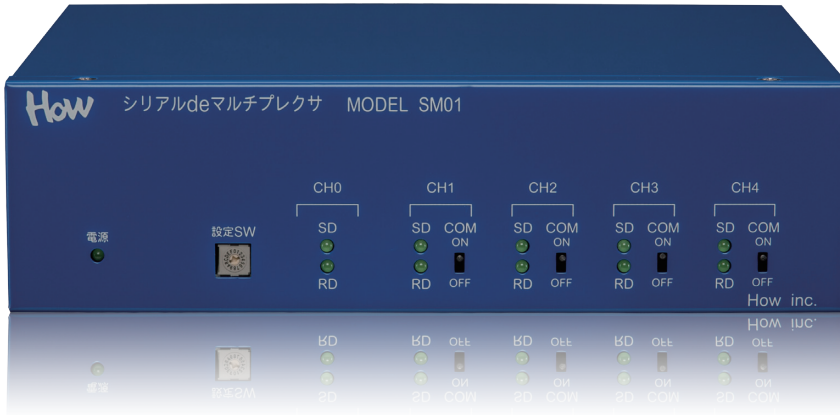 How シリアルdeマルチプレクサ MODEL SM01
CH0 CH1 CH2 CH3 CH4
電源 設定SW SD SD COM SD COM SD COM SD COM
ON ON ON ON
RD RD OFF RD OFF RD OFF RD OFF
How inc.